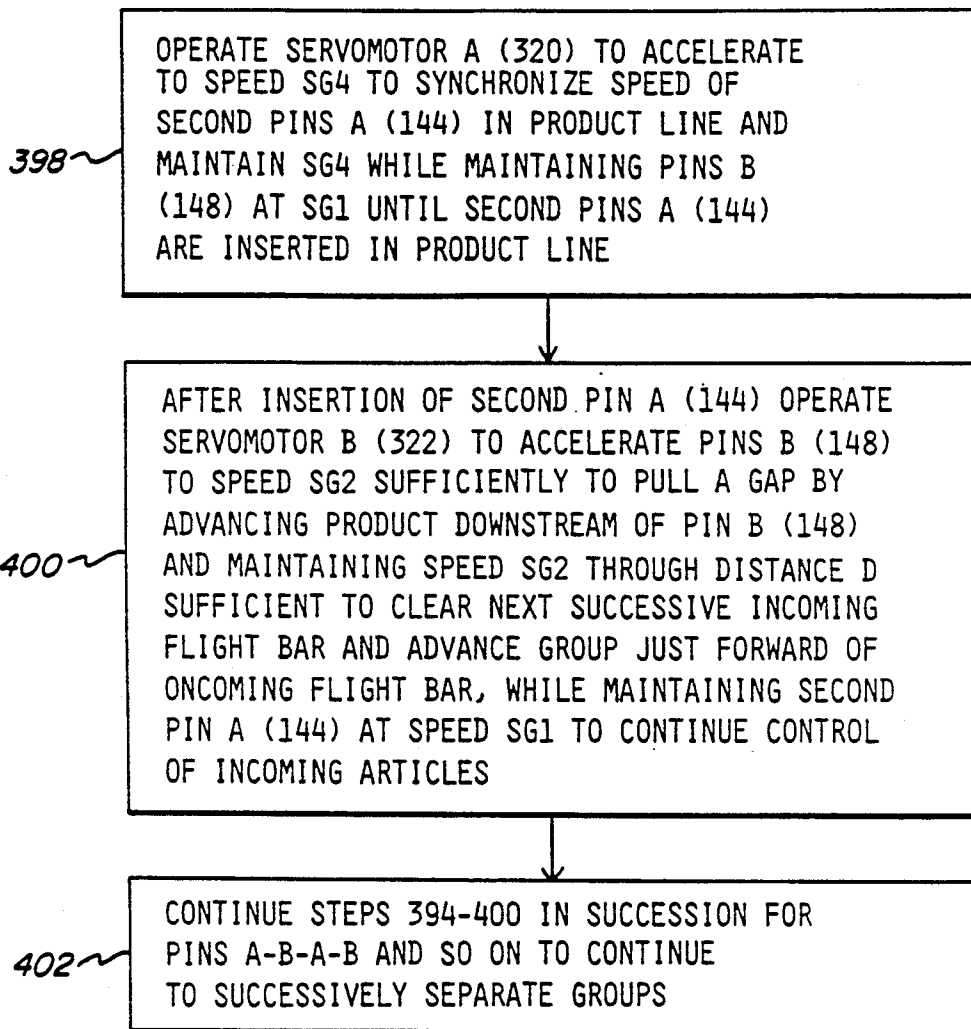 OPERATE SERVOMOTOR A (320) TO ACCELERATE
TO SPEED SG4 TO SYNCHRONIZE SPEED OF
SECOND PINS A (144) IN PRODUCT LINE AND
MAINTAIN SG4 WHILE MAINTAINING PINS B
(148) AT SG1 UNTIL SECOND PINS A (144)
ARE INSERTED IN PRODUCT LINE
398
AFTER INSERTION OF SECOND PIN A (144) OPERATE
SERVOMOTOR B (322) TO ACCELERATE PINS B (148)
TO SPEED SG2 SUFFICIENTLY TO PULL A GAP BY
ADVANCING PRODUCT DOWNSTREAM OF PIN B (148)
AND MAINTAINING SPEED SG2 THROUGH DISTANCE D
SUFFICIENT TO CLEAR NEXT SUCCESSIVE INCOMING
FLIGHT BAR AND ADVANCE GROUP JUST FORWARD OF
ONCOMING FLIGHT BAR, WHILE MAINTAINING SECOND
PIN A (144) AT SPEED SG1 TO CONTINUE CONTROL
OF INCOMING ARTICLES
400
CONTINUE STEPS 394-400 IN SUCCESSION FOR
PINS A-B-A-B AND SO ON TO CONTINUE
TO SUCCESSIVELY SEPARATE GROUPS
402